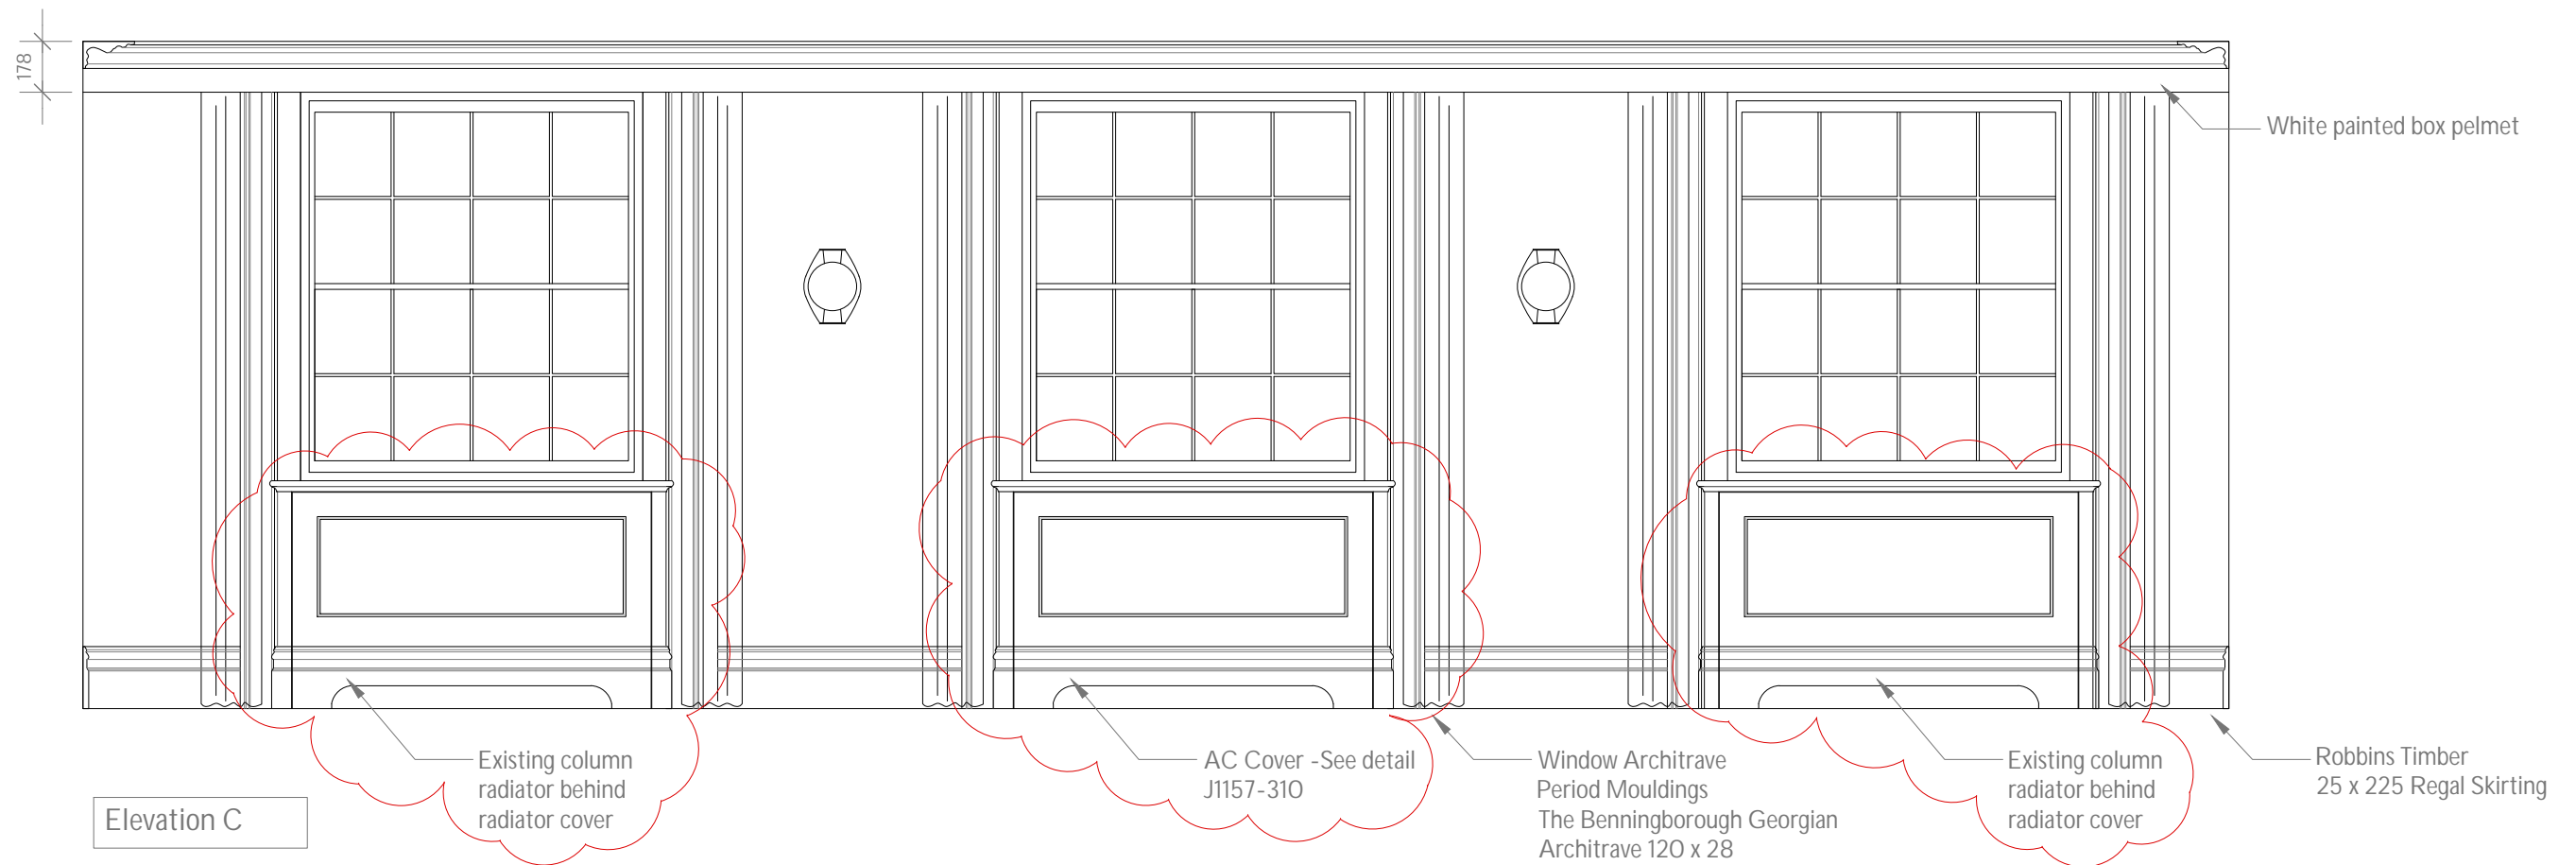 178
White painted box pelmet
Existing column
radiator behind
radiator cover
AC Cover -See detail
J1157-310
Window Architrave
Period Mouldings
The Benningborough Georgian
Architrave 120 x 28
Existing column
radiator behind
radiator cover
Robbins Timber
25 x 225 Regal Skirting
Elevation C